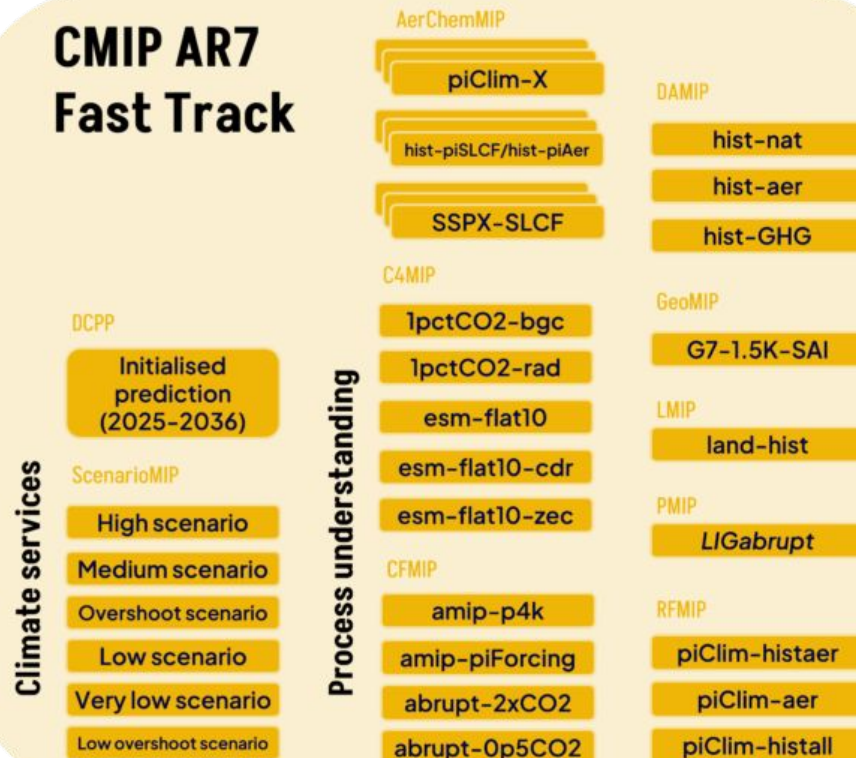 CMIP AR7
Fast Track
Climate services
DCPP
Initialised
prediction
(2025-2036)
ScenarioMIP
High scenario
Medium scenario
Overshoot scenario
Low scenario
Very low scenario
Low overshoot scenario
Process understanding
AerChemMIP
piClim-X
hist-piSLCF/hist-piAer
SSPX-SLCF
C4MIP
1pctCO2-bgc
1pctCO2-rad
esm-flat10
esm-flat10-cdr
esm-flat10-zec
CFMIP
amip-p4k
amip-piForcing
abrupt-2xCO2
abrupt-0p5CO2
DAMIP
hist-nat
hist-aer
hist-GHG
GeoMIP
G7-1.5K-SAI
LMIP
land-hist
PMIP
LIGabrupt
RFMIP
piClim-histaer
piClim-aer
piClim-histall